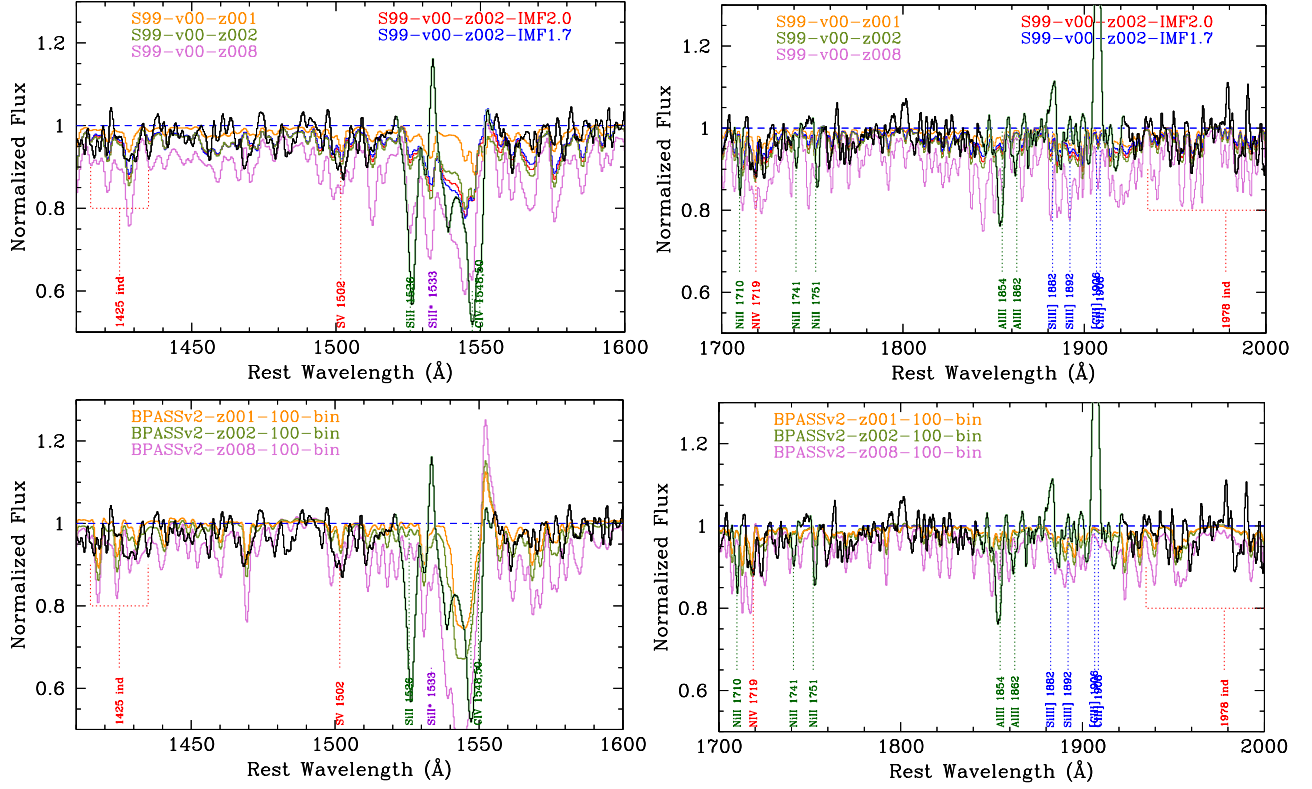 S99-v00-z001 S99-v00-z002-IMF2.0
S99-v00-z002 S99-v00-z002-IMF1.7
S99-v00-z008
Normalized Flux
1.2
1
0.8
0.6
1425 ind
SV 1502
SiII 1526
SiII* 1533
CIV 1548,50
1450 1500 1550 1600
Rest Wavelength (Å)
S99-v00-z001 S99-v00-z002-IMF2.0
S99-v00-z002 S99-v00-z002-IMF1.7
S99-v00-z008
Normalized Flux
1.2
1
0.8
0.6
NiII 1710
NIV 1719
NiII 1741
NiII 1751
AlIII 1854
AlIII 1862
SiIII] 1882
SiIII] 1892
1906
1978 ind
1700 1800 1900 2000
Rest Wavelength (Å)
BPASSv2-z001-100-bin
BPASSv2-z002-100-bin
BPASSv2-z008-100-bin
Normalized Flux
1.2
1
0.8
0.6
1425 ind
SV 1502
SiII 1526
SiII* 1533
CIV 1548,50
1450 1500 1550 1600
Rest Wavelength (Å)
BPASSv2-z001-100-bin
BPASSv2-z002-100-bin
BPASSv2-z008-100-bin
Normalized Flux
1.2
1
0.8
0.6
NiII 1710
NIV 1719
NiII 1741
NiII 1751
AlIII 1854
AlIII 1862
SiIII] 1882
SiIII] 1892
1906
1978 ind
1700 1800 1900 2000
Rest Wavelength (Å)